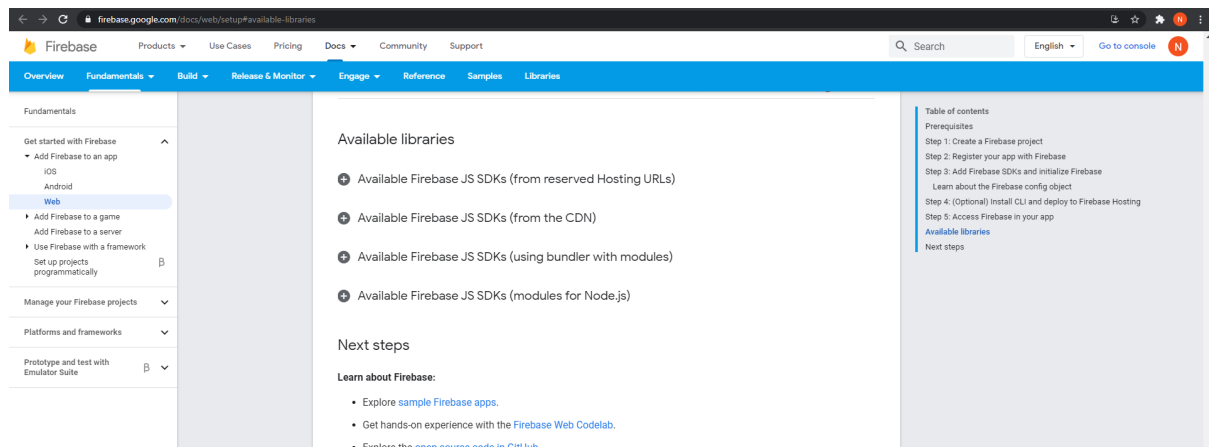 firebase.google.com/docs/web/setup#available-libraries
N
Firebase
Products
Use Cases
Pricing
Docs
Community
Support
Search
English
Go to console
N
Overview
Fundamentals
Build
Release & Monitor
Engage
Reference
Samples
Libraries
Fundamentals
Get started with Firebase
Add Firebase to an app
iOS
Android
Web
Add Firebase to a game
Add Firebase to a server
Use Firebase with a framework
Set up projects
programmatically
β
Manage your Firebase projects
Platforms and frameworks
Prototype and test with
Emulator Suite
β
Available libraries
Available Firebase JS SDKs (from reserved Hosting URLs)
Available Firebase JS SDKs (from the CDN)
Available Firebase JS SDKs (using bundler with modules)
Available Firebase JS SDKs (modules for Node.js)
Next steps
Learn about Firebase:
• Explore sample Firebase apps.
• Get hands-on experience with the Firebase Web Codelab.
• Explore the open source code in GitHub.
Table of contents
Prerequisites
Step 1: Create a Firebase project
Step 2: Register your app with Firebase
Step 3: Add Firebase SDKs and initialize Firebase
Learn about the Firebase config object
Step 4: (Optional) Install CLI and deploy to Firebase Hosting
Step 5: Access Firebase in your app
Available libraries
Next steps